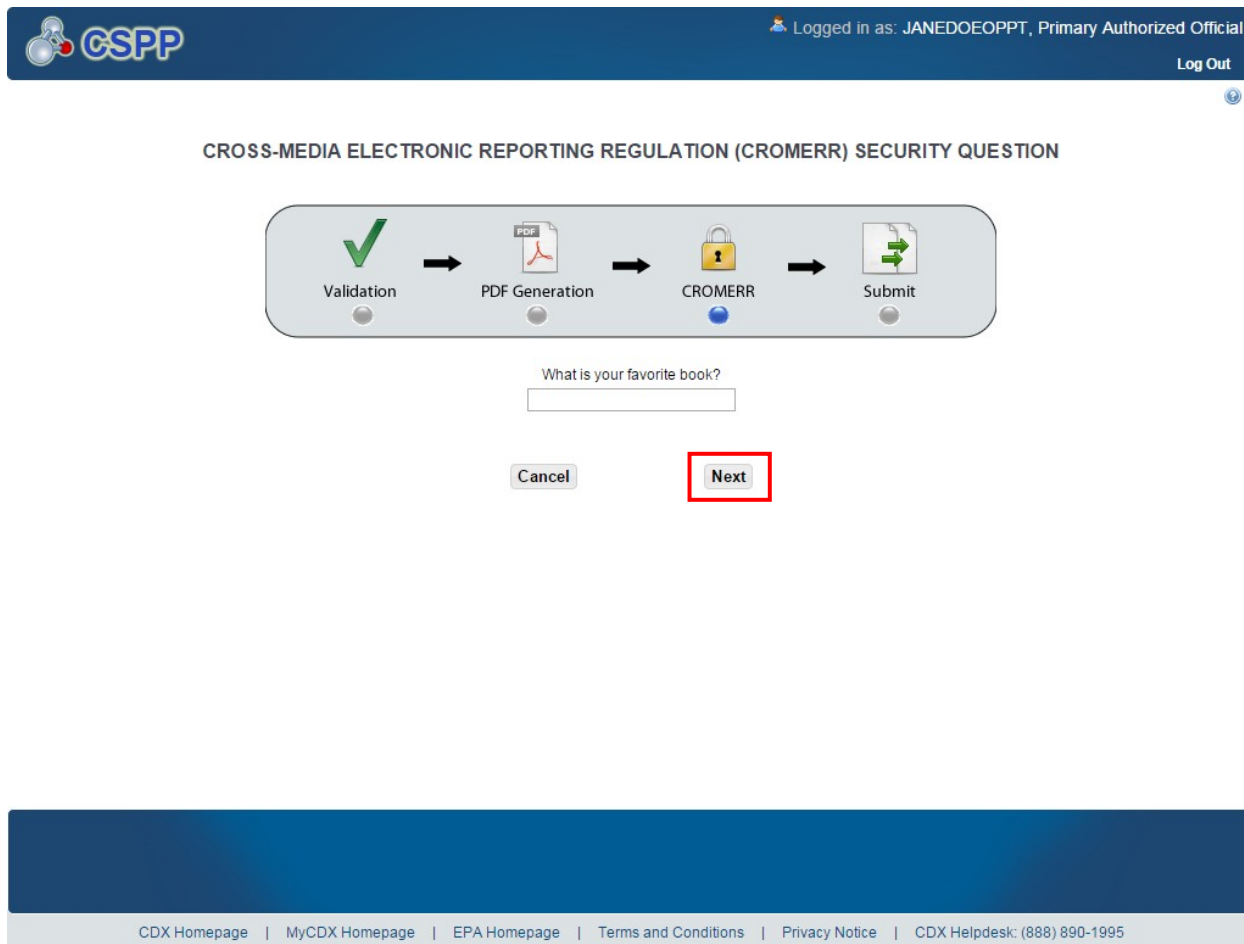 CSPP
Logged in as: JANEDOEOPPT, Primary Authorized Official
Log Out
CROSS-MEDIA ELECTRONIC REPORTING REGULATION (CROMERR) SECURITY QUESTION
PDF
Validation PDF Generation CROMERR Submit
What is your favorite book?
Cancel Next
CDX Homepage | MyCDX Homepage | EPA Homepage | Terms and Conditions | Privacy Notice | CDX Helpdesk: (888) 890-1995